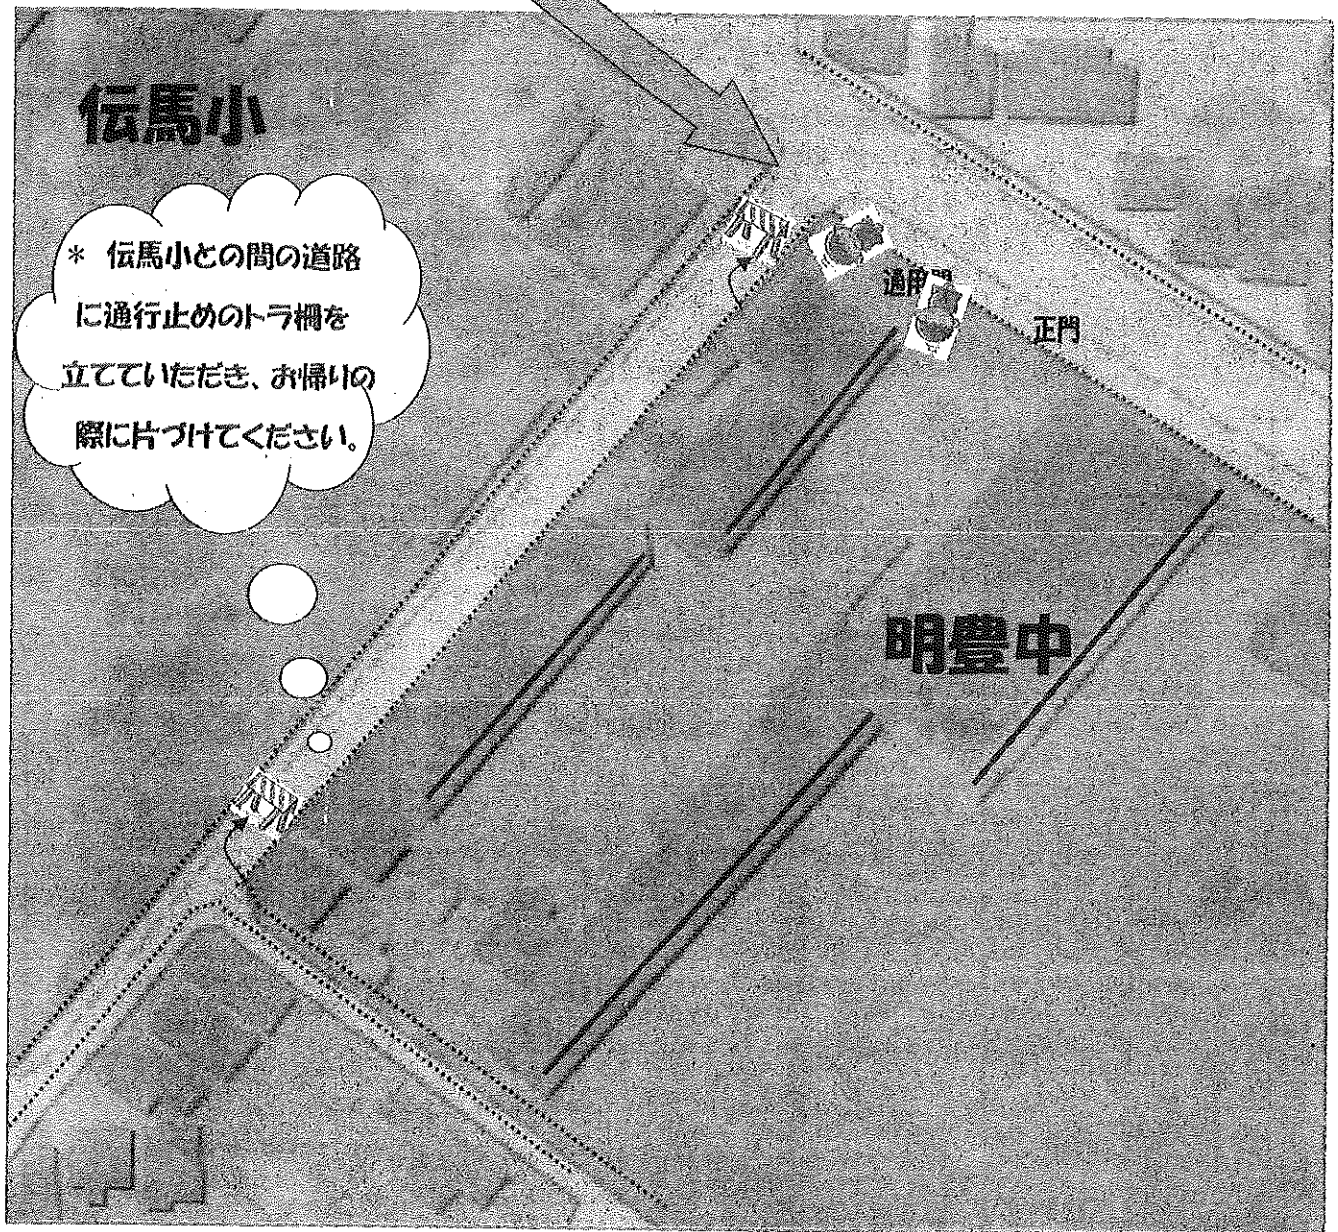 伝馬小
* 伝馬小との間の道路
に通行止めのトラ柵を
立てていただき、お帰りの
際に片づけてください。
正門
明豊中